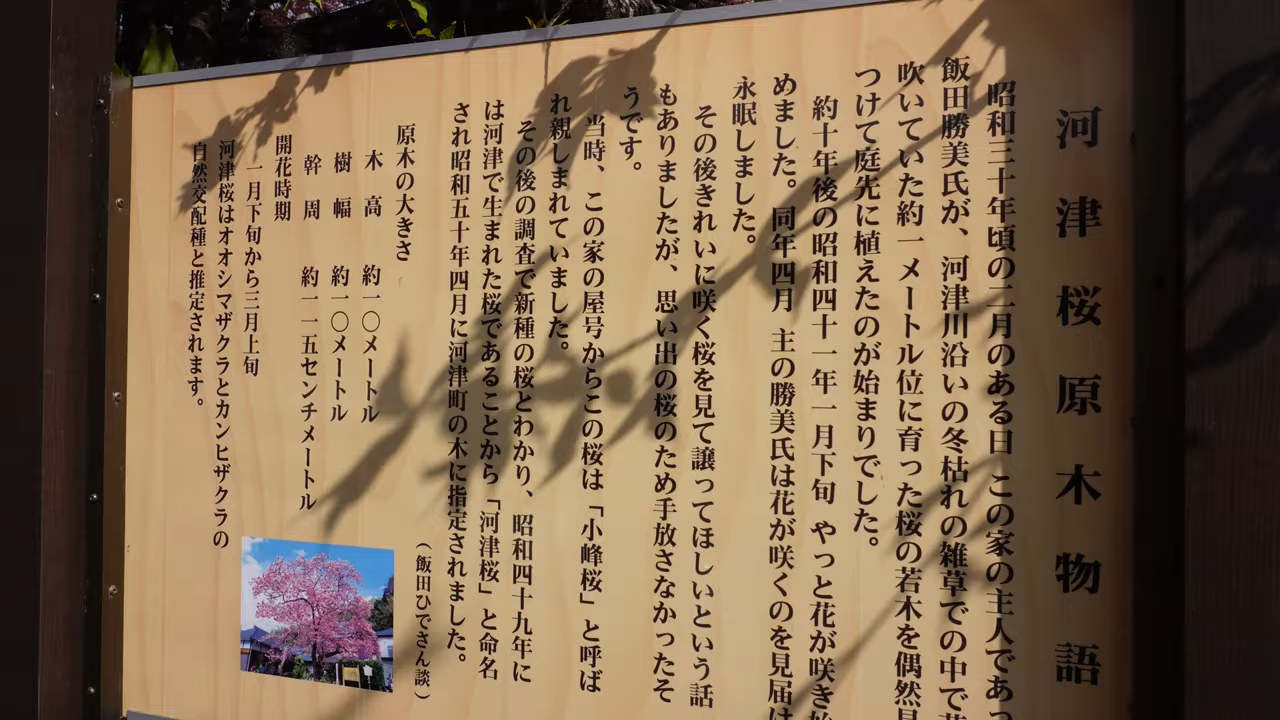 河津桜原木物語
昭和三十年頃の二月のある日 この家の主人であっ
飯田勝美氏が、河津川沿いの冬枯れの雑草での中で芽
吹いていた約一メートル位に育った桜の若木を偶然見
つけて庭先に植えたのが始まりでした。
約十年後の昭和四十一年一月下旬 やっと花が咲き始
めました。同年四月 主の勝美氏は花が咲くのを見届け
永眠しました。
その後きれいに咲く桜を見て譲ってほしいという話
もありましたが、思い出の桜のため手放さなかったそ
うです。
当時、この家の屋号からこの桜は「小峰桜」と呼ば
れ親しまれていました。
その後の調査で新種の桜とわかり、昭和四十九年に
は河津で生まれた桜であることから「河津桜」と命名
され昭和五十年四月に河津町の木に指定されました。
(飯田ひでさん談)
原木の大きさ
木高 約一〇メートル
樹幅 約一〇メートル
幹周 約一一五センチメートル
開花時期
一月下旬から三月上旬
河津桜はオオシマザクラとカンヒザクラの
自然交配種と推定されます。